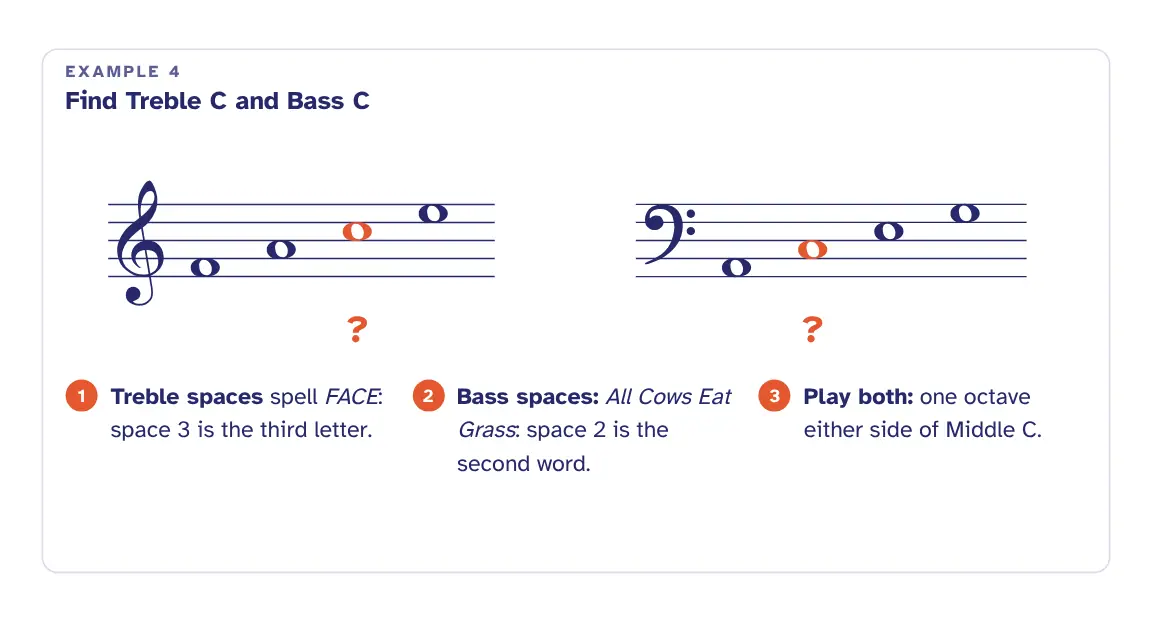 EXAMPLE 4
Find Treble C and Bass C
?
?
1
Treble spaces spell FACE:
space 3 is the third letter.
2
Bass spaces: All Cows Eat
Grass: space 2 is the
second word.
3
Play both: one octave
either side of Middle C.